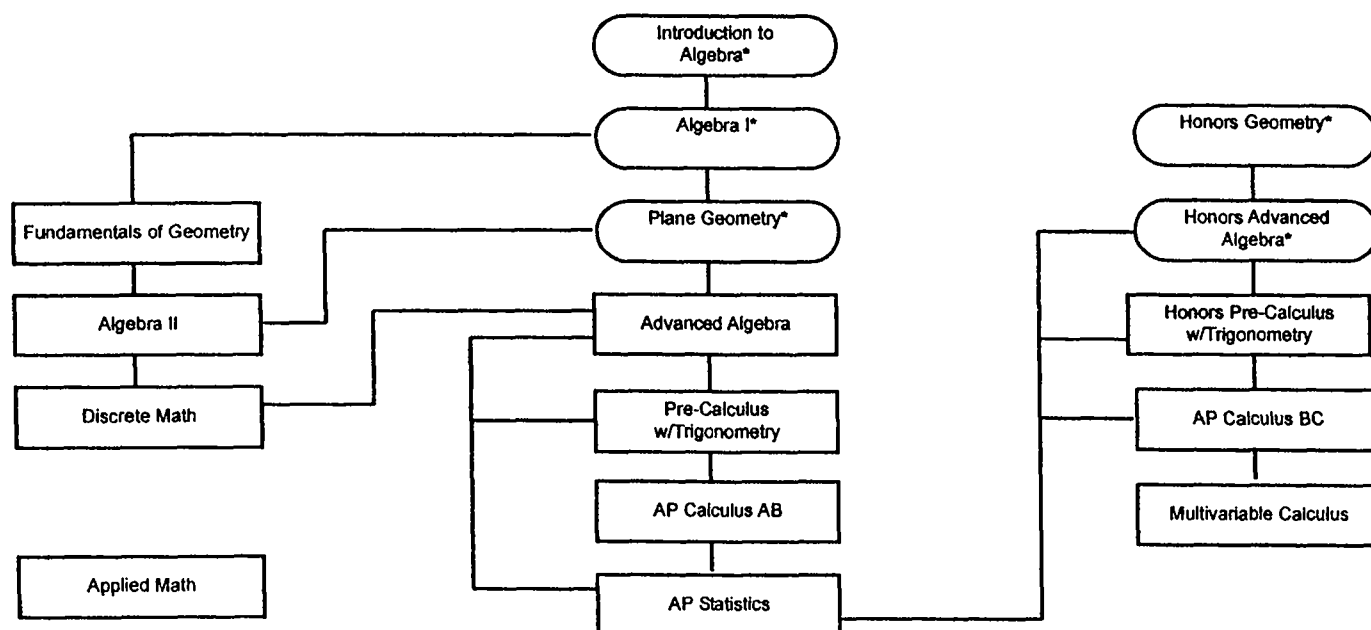 Introduction to
Algebra*
Algebra I*
Honors Geometry*
Fundamentals of Geometry
Plane Geometry*
Honors Advanced
Algebra*
Algebra II
Advanced Algebra
Honors Pre-Calculus
w/Trigonometry
Discrete Math
Pre-Calculus
w/Trigonometry
AP Calculus BC
AP Calculus AB
Multivariable Calculus
Applied Math
AP Statistics